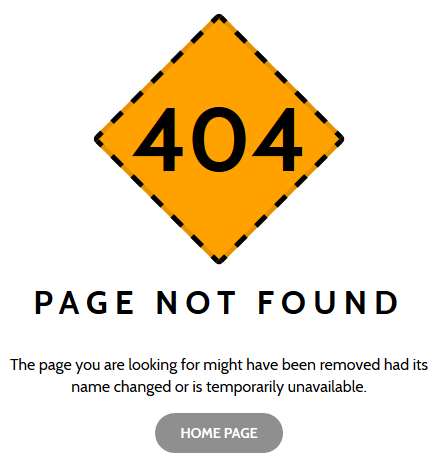 404
PAGE NOT FOUND
The page you are looking for might have been removed had its
name changed or is temporarily unavailable.
HOME PAGE